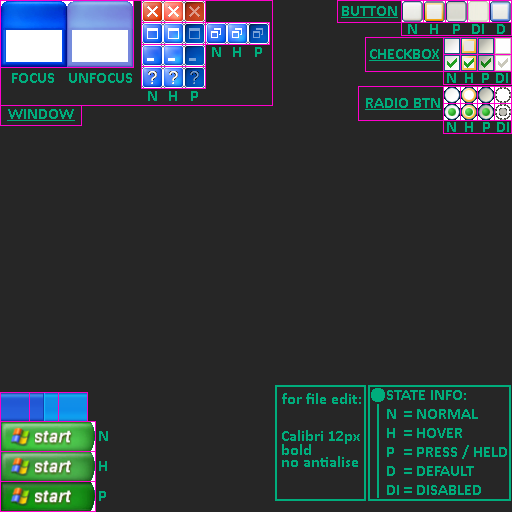 FOCUS UNFOCUS
N H P
N H P
WINDOW
BUTTON
N H P DI D
CHECKBOX
N H P DI
RADIO BTN
N H P DI
start N
start H
start P
for file edit:
Calibri 12px
bold
no antialise
STATE INFO:
N = NORMAL
H = HOVER
P = PRESS / HELD
D = DEFAULT
DI = DISABLED